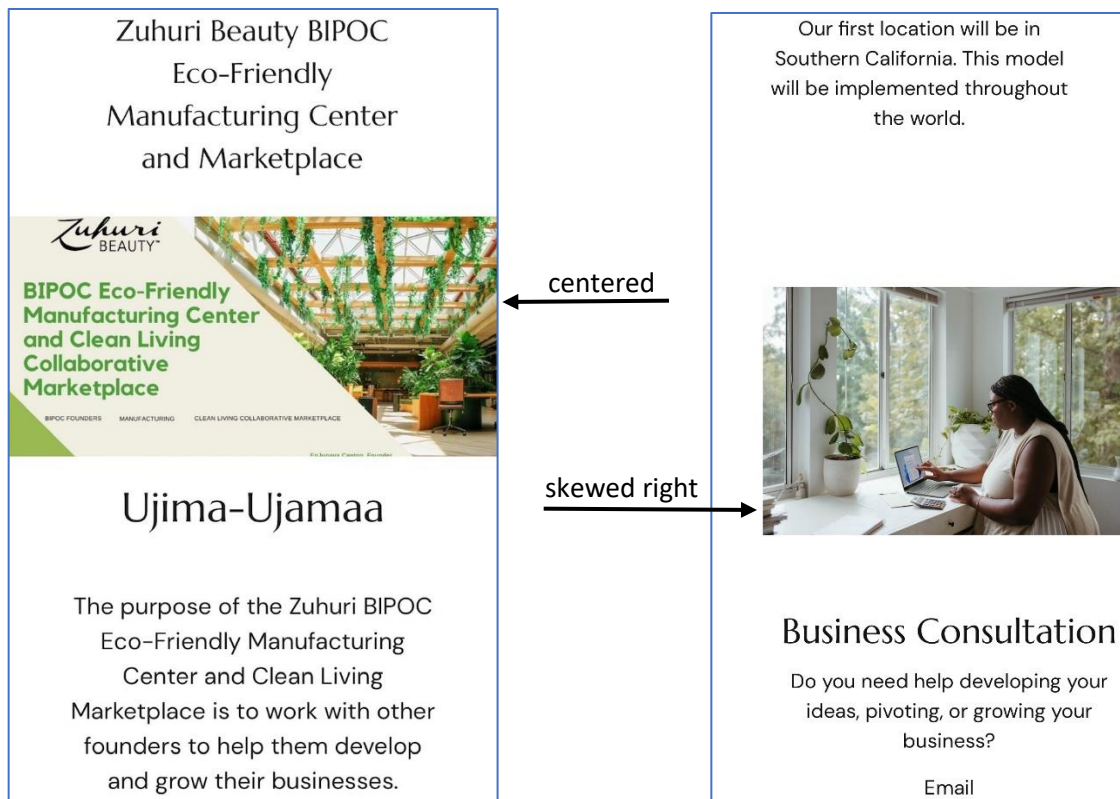 Zuhuri Beauty BIPOC
Eco-Friendly
Manufacturing Center
and Marketplace
Zuhuri
BEAUTY™
BIPOC Eco-Friendly
Manufacturing Center
and Clean Living
Collaborative
Marketplace
BIPOC FOUNDERS MANUFACTURING CLEAN LIVING COLLABORATIVE MARKETPLACE
Founder
Ujima-Ujamaa
The purpose of the Zuhuri BIPOC
Eco-Friendly Manufacturing
Center and Clean Living
Marketplace is to work with other
founders to help them develop
and grow their businesses.
centered
skewed right
Our first location will be in
Southern California. This model
will be implemented throughout
the world.
Business Consultation
Do you need help developing your
ideas, pivoting, or growing your
business?
Email